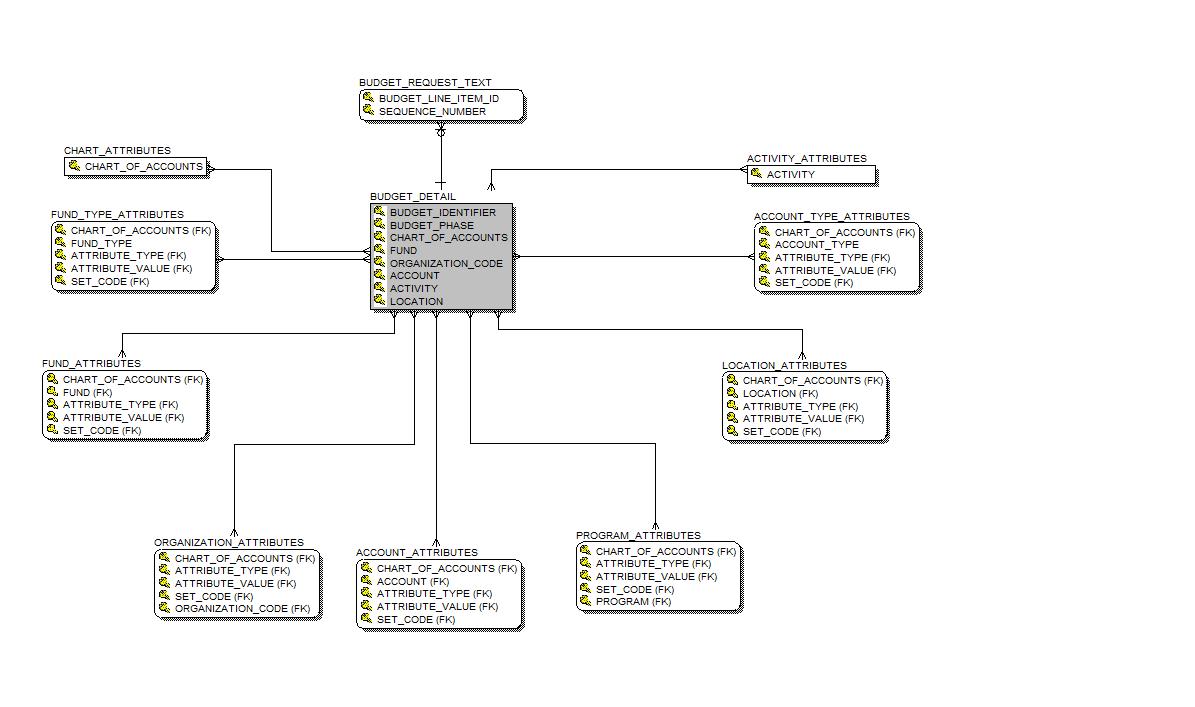 BUDGET_REQUEST_TEXT
BUDGET_LINE_ITEM_ID
SEQUENCE_NUMBER
CHART_ATTRIBUTES
CHART_OF_ACCOUNTS
ACTIVITY_ATTRIBUTES
ACTIVITY
BUDGET_DETAIL
BUDGET_IDENTIFIER
BUDGET_PHASE
CHART_OF_ACCOUNTS
FUND
ORGANIZATION_CODE
ACCOUNT
ACTIVITY
LOCATION
FUND_TYPE_ATTRIBUTES
CHART_OF_ACCOUNTS (FK)
FUND_TYPE
ATTRIBUTE_TYPE (FK)
ATTRIBUTE_VALUE (FK)
SET_CODE (FK)
ACCOUNT_TYPE_ATTRIBUTES
CHART_OF_ACCOUNTS (FK)
ACCOUNT_TYPE
ATTRIBUTE_TYPE (FK)
ATTRIBUTE_VALUE (FK)
SET_CODE (FK)
FUND_ATTRIBUTES
CHART_OF_ACCOUNTS (FK)
FUND (FK)
ATTRIBUTE_TYPE (FK)
ATTRIBUTE_VALUE (FK)
SET_CODE (FK)
LOCATION_ATTRIBUTES
CHART_OF_ACCOUNTS (FK)
LOCATION (FK)
ATTRIBUTE_TYPE (FK)
ATTRIBUTE_VALUE (FK)
SET_CODE (FK)
ORGANIZATION_ATTRIBUTES
CHART_OF_ACCOUNTS (FK)
ATTRIBUTE_TYPE (FK)
ATTRIBUTE_VALUE (FK)
SET_CODE (FK)
ORGANIZATION_CODE (FK)
ACCOUNT_ATTRIBUTES
CHART_OF_ACCOUNTS (FK)
ACCOUNT (FK)
ATTRIBUTE_TYPE (FK)
ATTRIBUTE_VALUE (FK)
SET_CODE (FK)
PROGRAM_ATTRIBUTES
CHART_OF_ACCOUNTS (FK)
ATTRIBUTE_TYPE (FK)
ATTRIBUTE_VALUE (FK)
SET_CODE (FK)
PROGRAM (FK)